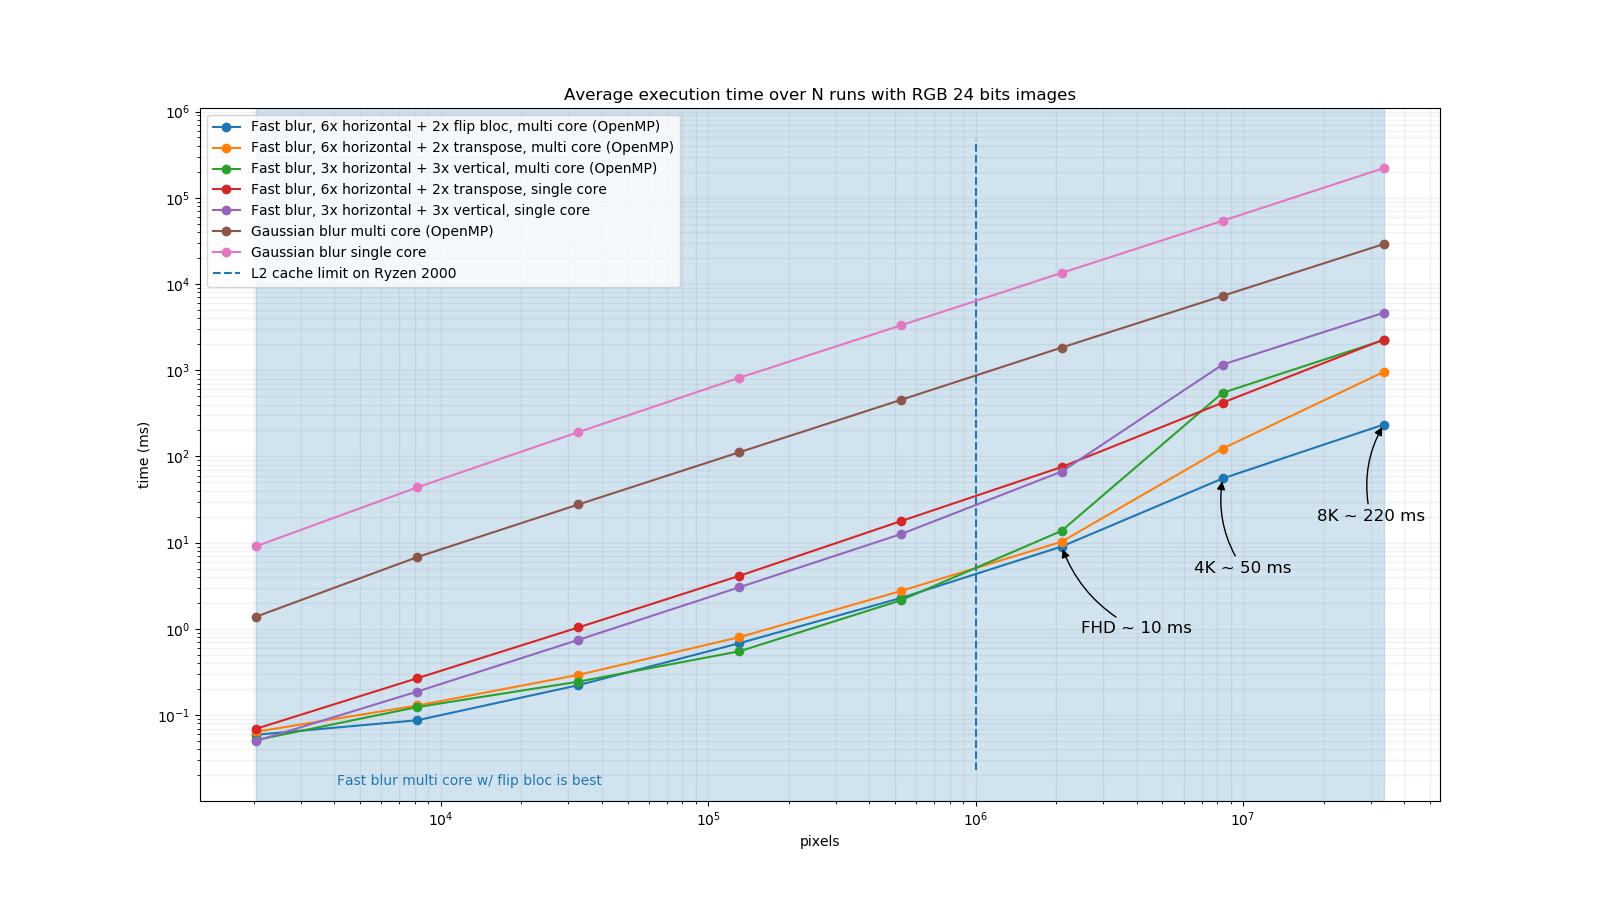 Average execution time over N runs with RGB 24 bits images
Fast blur, 6x horizontal + 2x flip bloc, multi core (OpenMP)
Fast blur, 6x horizontal + 2x transpose, multi core (OpenMP)
Fast blur, 3x horizontal + 3x vertical, multi core (OpenMP)
Fast blur, 6x horizontal + 2x transpose, single core
Fast blur, 3x horizontal + 3x vertical, single core
Gaussian blur multi core (OpenMP)
Gaussian blur single core
L2 cache limit on Ryzen 2000
10⁶
10⁵
10⁴
10³
10²
10¹
10⁰
10⁻¹
time (ms)
8K ~ 220 ms
4K ~ 50 ms
FHD ~ 10 ms
Fast blur multi core w/ flip bloc is best
10⁴ 10⁵ 10⁶ 10⁷
pixels